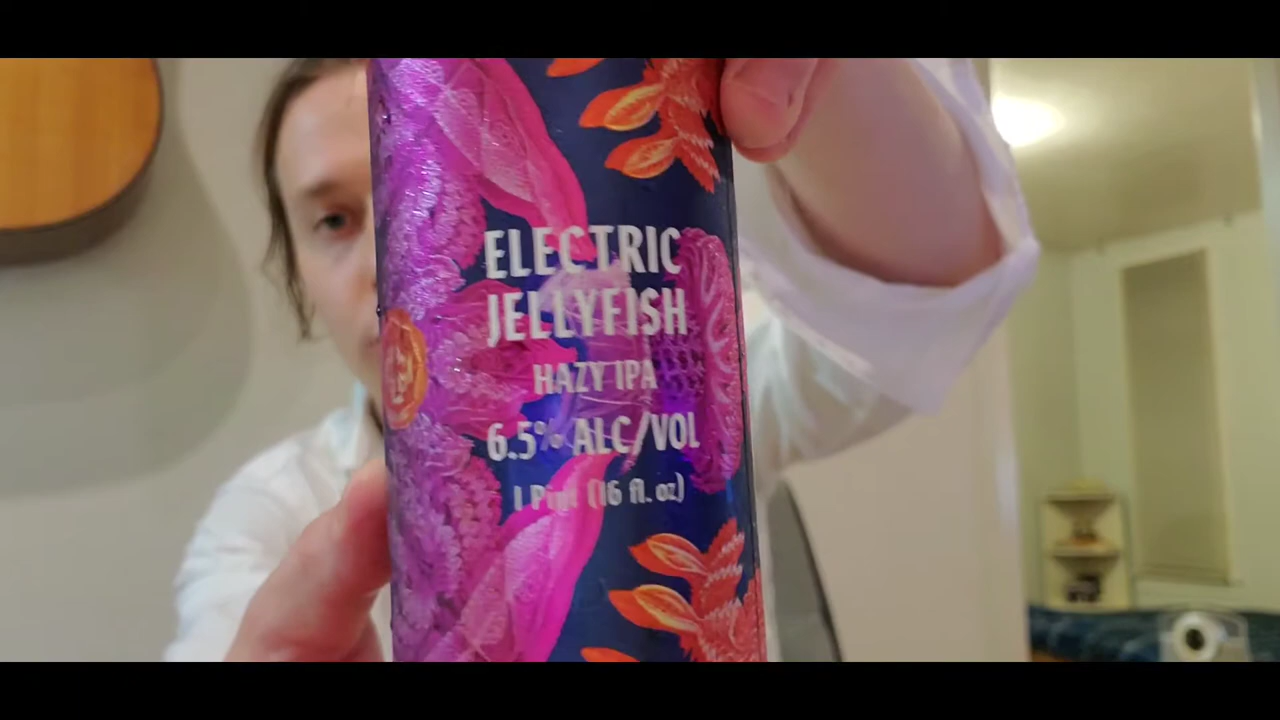 ELECTRIC
JELLYFISH
HAZY IPA
6.5% ALC/VOL
1 Pint (16 fl. oz)